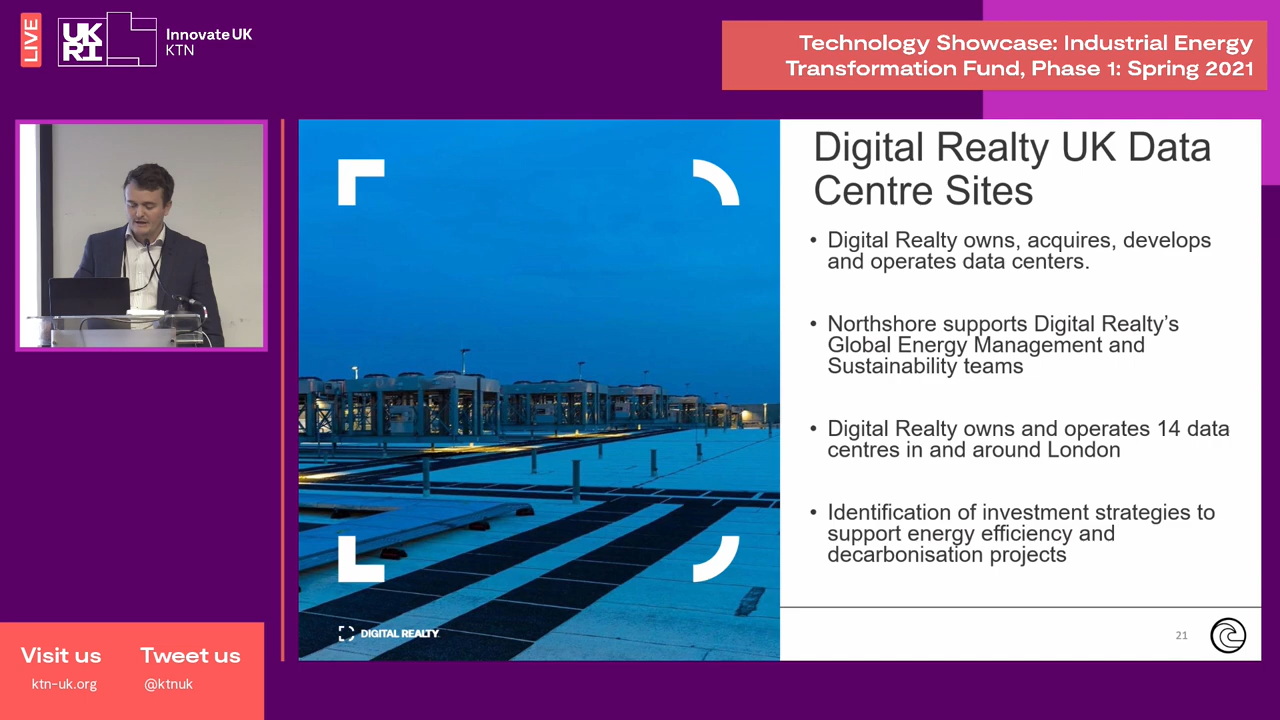 LIVE
UK
RI
Innovate UK
KTN
Technology Showcase: Industrial Energy
Transformation Fund, Phase 1: Spring 2021
Digital Realty UK Data
Centre Sites
• Digital Realty owns, acquires, develops
and operates data centers.
• Northshore supports Digital Realty’s
Global Energy Management and
Sustainability teams
• Digital Realty owns and operates 14 data
centres in and around London
• Identification of investment strategies to
support energy efficiency and
decarbonisation projects
DIGITAL REALTY
21
Visit us
ktn-uk.org
Tweet us
@ktnuk